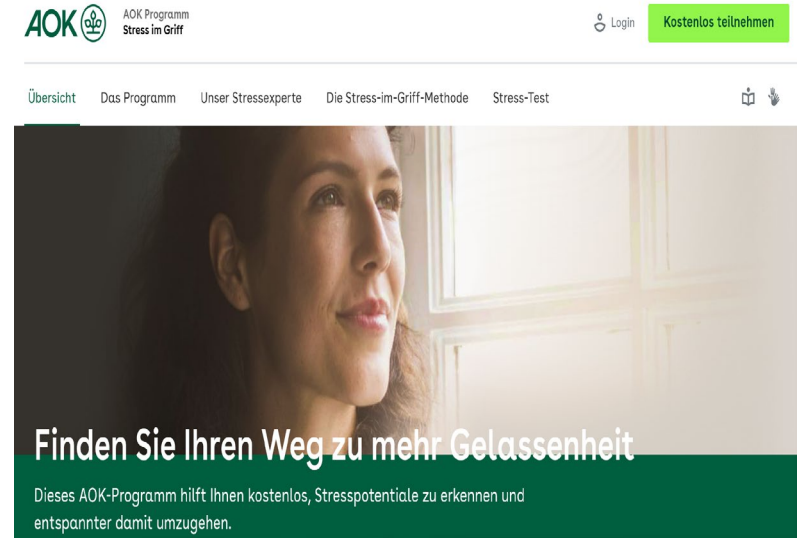 AOK
AOK Programm
Stress im Griff
Login
Kostenlos teilnehmen
Übersicht
Das Programm
Unser Stressexperte
Die Stress-im-Griff-Methode
Stress-Test
Finden Sie Ihren Weg zu mehr Gelassenheit
Dieses AOK-Programm hilft Ihnen kostenlos, Stresspotentiale zu erkennen und
entspannter damit umzugehen.